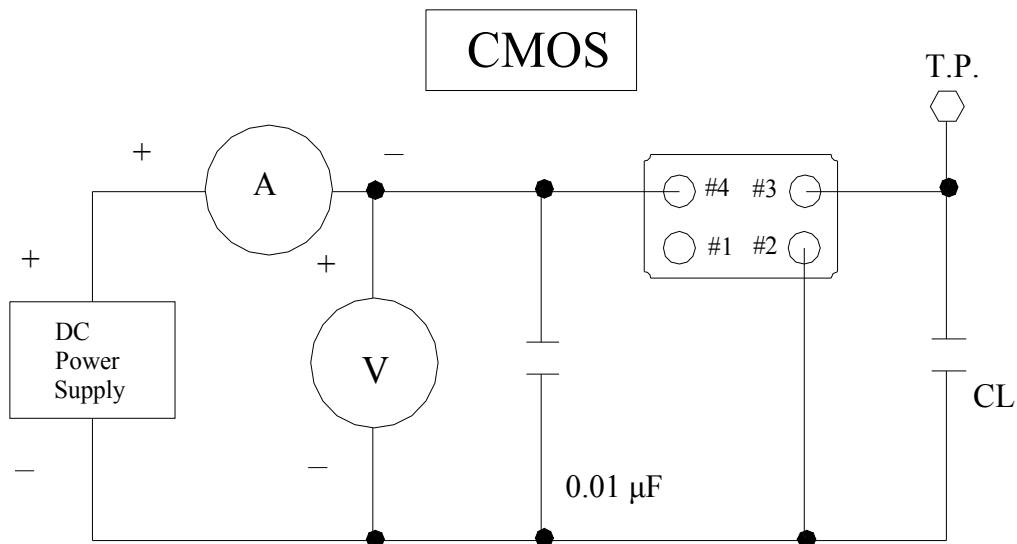 CMOS
T.P.
+
–
A
#4 #3
#1 #2
+
+
DC
Power
Supply
V
CL
–
–
0.01 μF